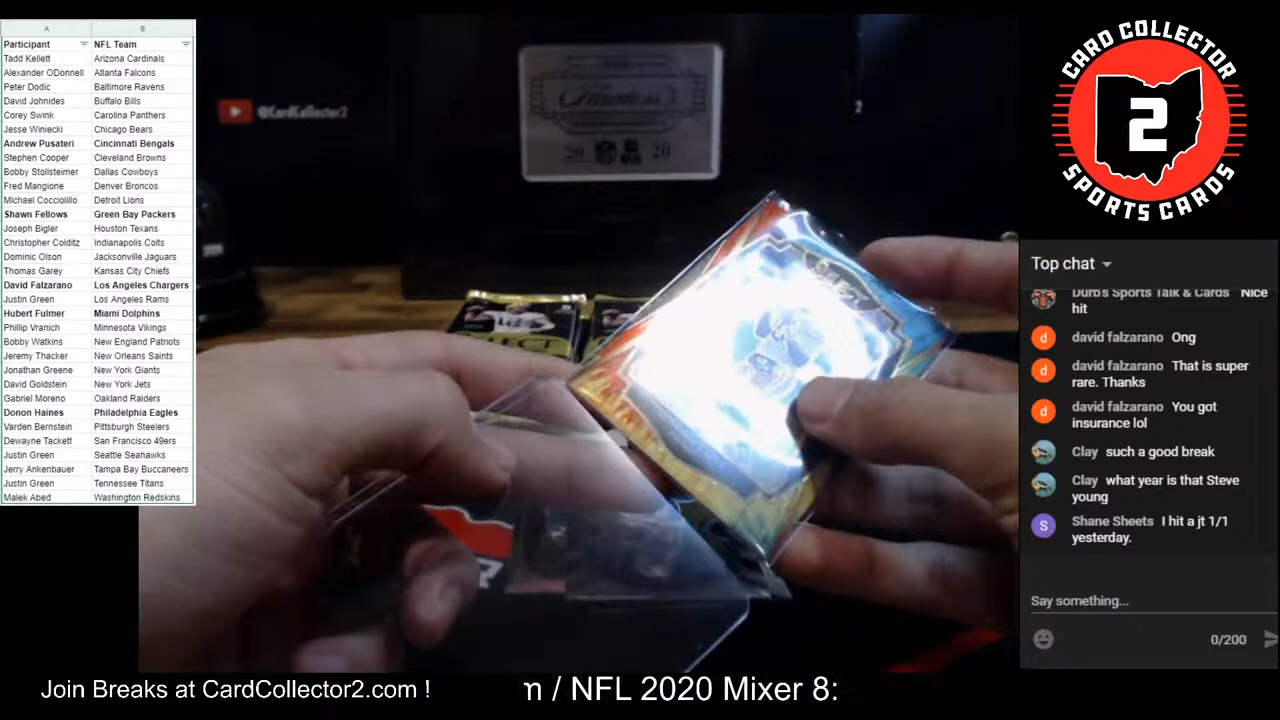 A B
Participant NFL Team
Tadd Kellett Arizona Cardinals
Alexander ODonnell Atlanta Falcons
Peter Dodic Baltimore Ravens
David Johnides Buffalo Bills
Corey Swink Carolina Panthers
Jesse Winiecki Chicago Bears
Andrew Pusateri Cincinnati Bengals
Stephen Cooper Cleveland Browns
Bobby Stollsteimer Dallas Cowboys
Fred Mangione Denver Broncos
Michael Cocciolillo Detroit Lions
Shawn Fellows Green Bay Packers
Joseph Bigler Houston Texans
Christopher Colditz Indianapolis Colts
Dominic Olson Jacksonville Jaguars
Thomas Garey Kansas City Chiefs
David Falzarano Los Angeles Chargers
Justin Green Los Angeles Rams
Hubert Fulmer Miami Dolphins
Phillip Vranich Minnesota Vikings
Bobby Watkins New England Patriots
Jeremy Thacker New Orleans Saints
Jonathan Greene New York Giants
David Goldstein New York Jets
Gabriel Moreno Oakland Raiders
Donon Haines Philadelphia Eagles
Varden Bernstein Pittsburgh Steelers
Dewayne Tackett San Francisco 49ers
Justin Green Seattle Seahawks
Jerry Ankenbauer Tampa Bay Buccaneers
Justin Green Tennessee Titans
Malek Abed Washington Redskins
@CardCollector2
20 NFL 20
2
CARD COLLECTOR
2
SPORTS CARDS
Top chat
Durb's Sports Talk & Cards Nice
hit
david falzarano Ong
david falzarano That is super
rare. Thanks
david falzarano You got
insurance lol
Clay such a good break
Clay what year is that Steve
young
Shane Sheets I hit a jt 1/1
yesterday.
Say something...
0/200
Join Breaks at CardCollector2.com !
n / NFL 2020 Mixer 8: